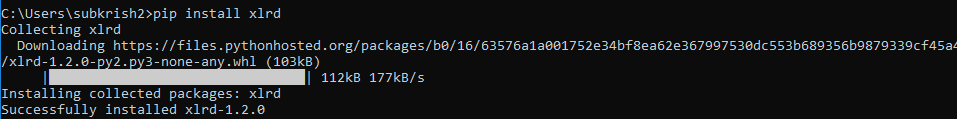 C:\Users\subkrish2>pip install xlrd
Collecting xlrd
Downloading https://files.pythonhosted.org/packages/b0/16/63576a1a001752e34bf8ea62e367997530dc553b689356b9879339cf45a4
/xlrd-1.2.0-py2.py3-none-any.whl (103kB)
|████████████████████████████████| 112kB 177kB/s
Installing collected packages: xlrd
Successfully installed xlrd-1.2.0